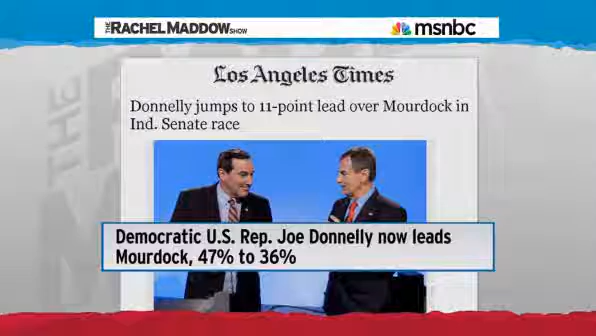 THE RACHEL MADDOW SHOW
msnbc
Los Angeles Times
Donnelly jumps to 11-point lead over Mourdock in
Ind. Senate race
Democratic U.S. Rep. Joe Donnelly now leads
Mourdock, 47% to 36%
THE